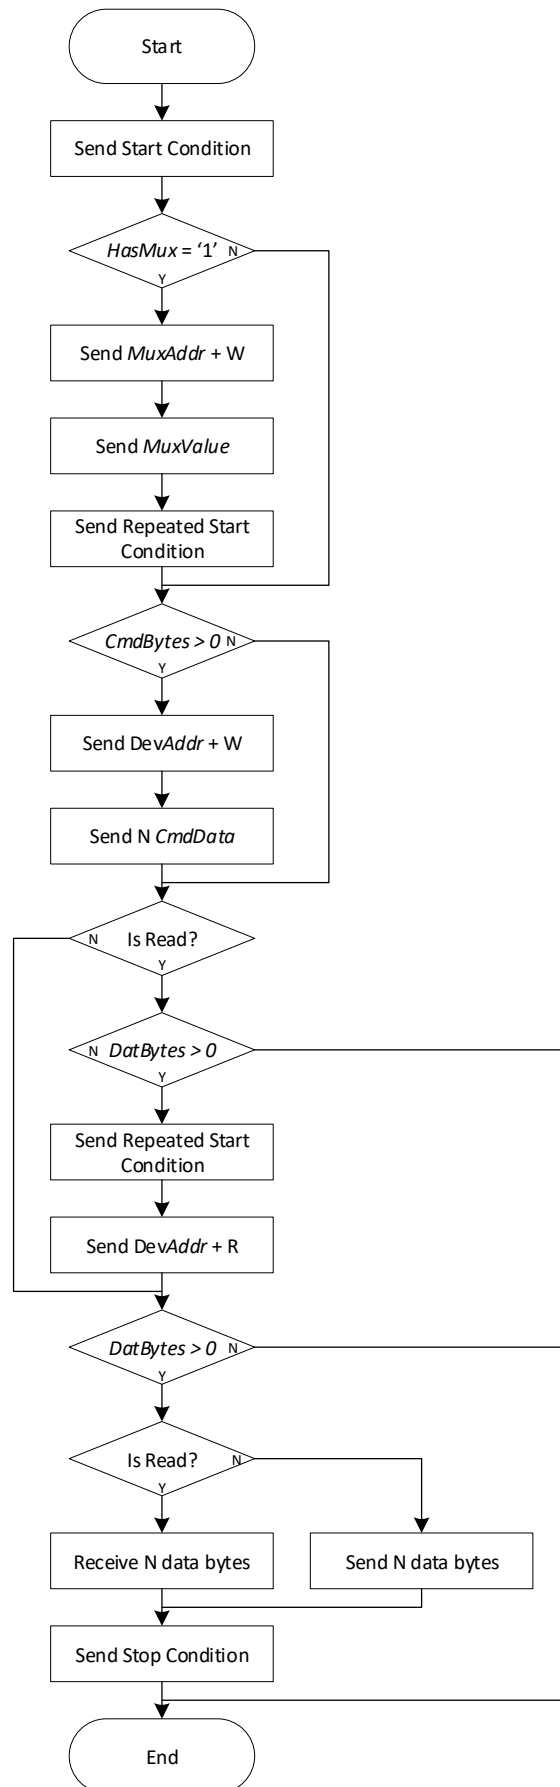 Start
Send Start Condition
HasMux = ‘1’ N
Y
Send MuxAddr + W
Send MuxValue
Send Repeated Start
Condition
CmdBytes > 0 N
Y
Send DevAddr + W
Send N CmdData
N Is Read?
Y
N DatBytes > 0
Y
Send Repeated Start
Condition
Send DevAddr + R
DatBytes > 0 N
Y
Is Read? N
Y
Receive N data bytes
Send N data bytes
Send Stop Condition
End